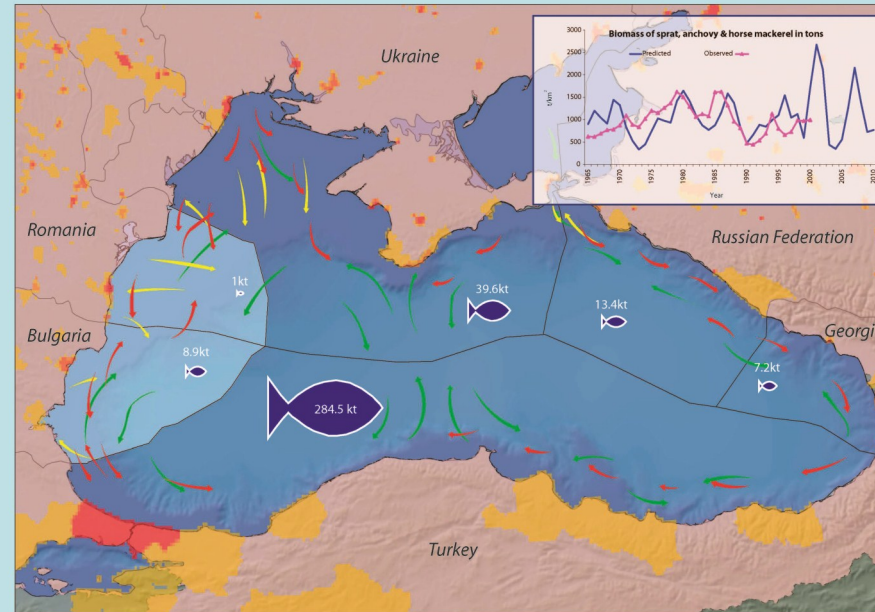 Biomass of sprat, anchovy & horse mackerel in tons
Predicted
Observed
3000
2500
2000
1500
1000
500
0
t/km²
1965
1970
1975
1980
1985
1990
1995
2000
2005
2010
Year
Ukraine
Romania
Russian Federation
1kt
39.6kt
13.4kt
Bulgaria
Georgi
8.9kt
7.2kt
284.5 kt
Turkey